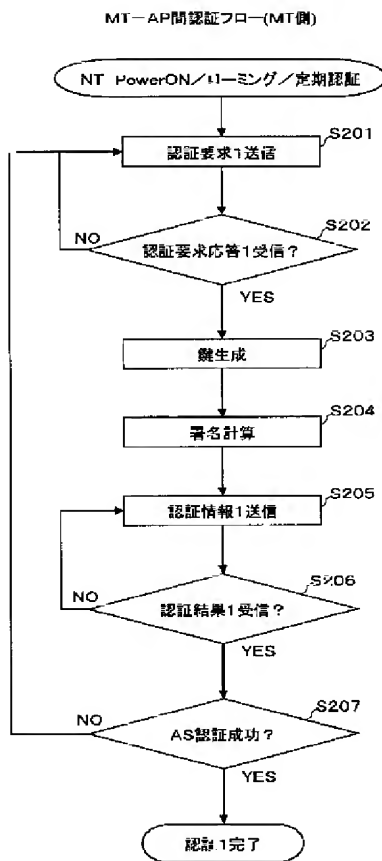 MT－AP間認証フロー(MT側)
NT PowerON／ローミング／定期認証
S201
認証要求1送信
S202
NO
認証要求応答1受信？
YES
S203
鍵生成
S204
署名計算
S205
認証情報1送信
S206
NO
認証結果1受信？
YES
S207
NO
AS認証成功？
YES
認証1完了